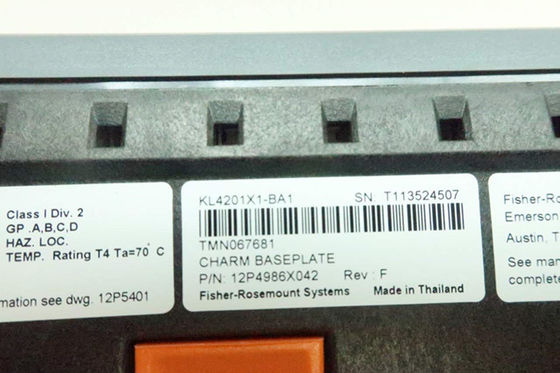 Class I Div. 2
GP .A,B,C,D
HAZ. LOC.
TEMP. Rating T4 Ta=70° C
mation see dwg. 12P5401
KL4201X1-BA1 SN: T113524507
TMN067681
CHARM BASEPLATE
P/N: 12P4986X042 Rev : F
Fisher-Rosemount Systems Made in Thailand
Fisher-Ro
Emerson
Austin, T
See man
complete